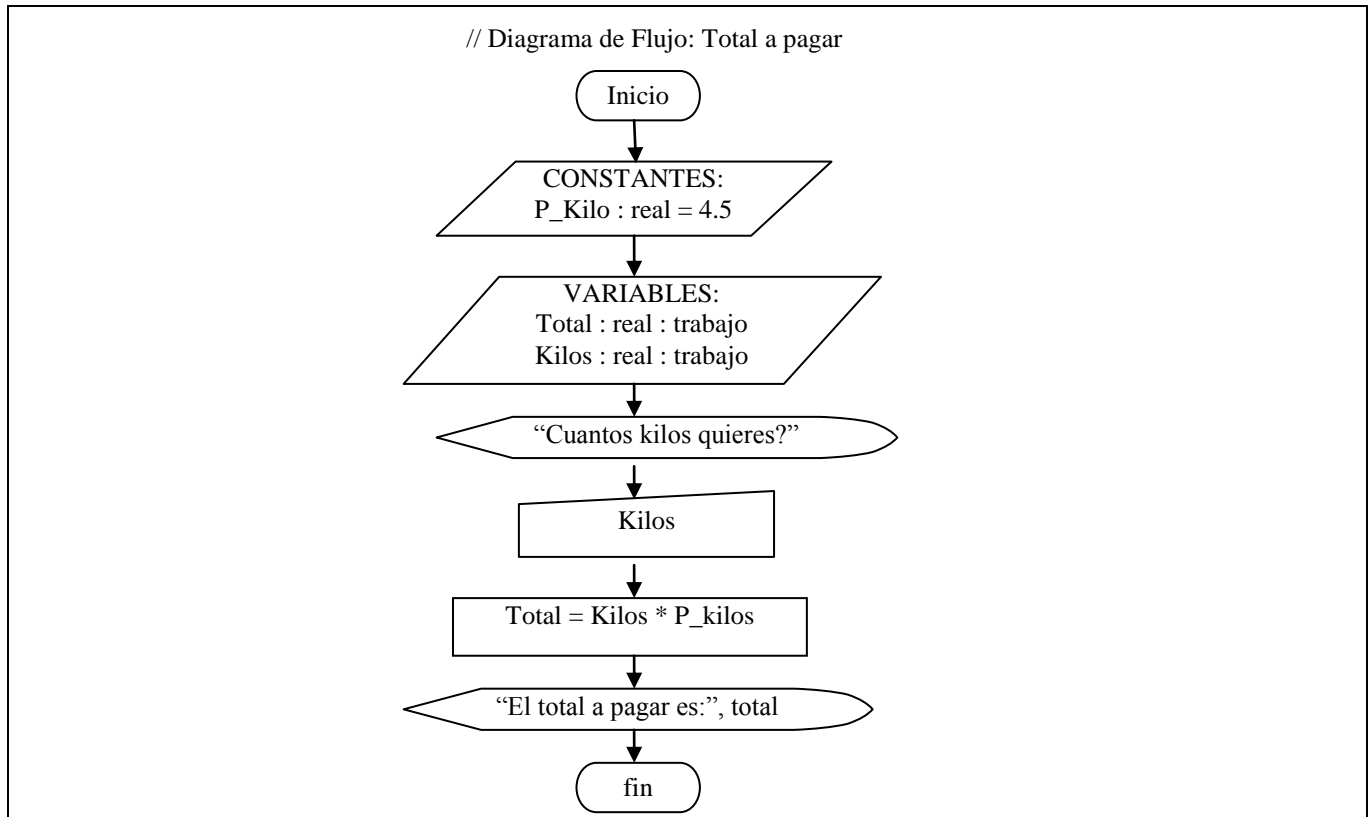 // Diagrama de Flujo: Total a pagar
Inicio
CONSTANTES:
P_Kilo : real = 4.5
VARIABLES:
Total : real : trabajo
Kilos : real : trabajo
“Cuantos kilos quieres?”
Kilos
Total = Kilos * P_kilos
“El total a pagar es:”, total
fin